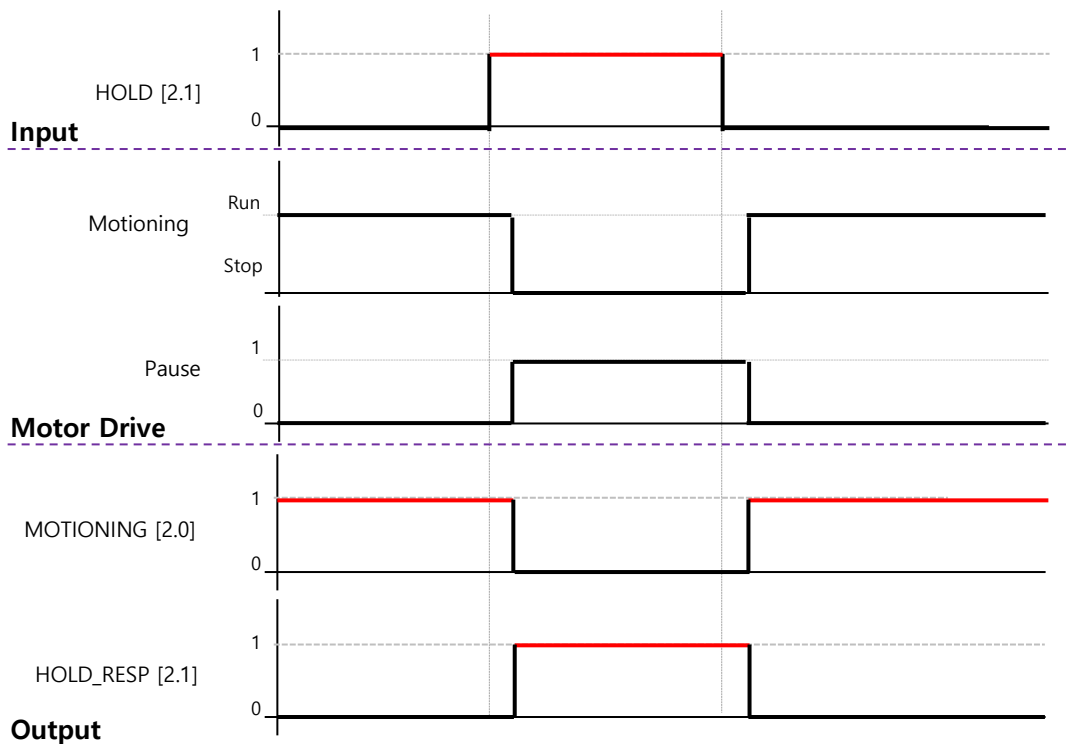 1
HOLD [2.1]
0
Input
Run
Motioning
Stop
1
Pause
0
Motor Drive
1
MOTIONING [2.0]
0
1
HOLD_RESP [2.1]
0
Output